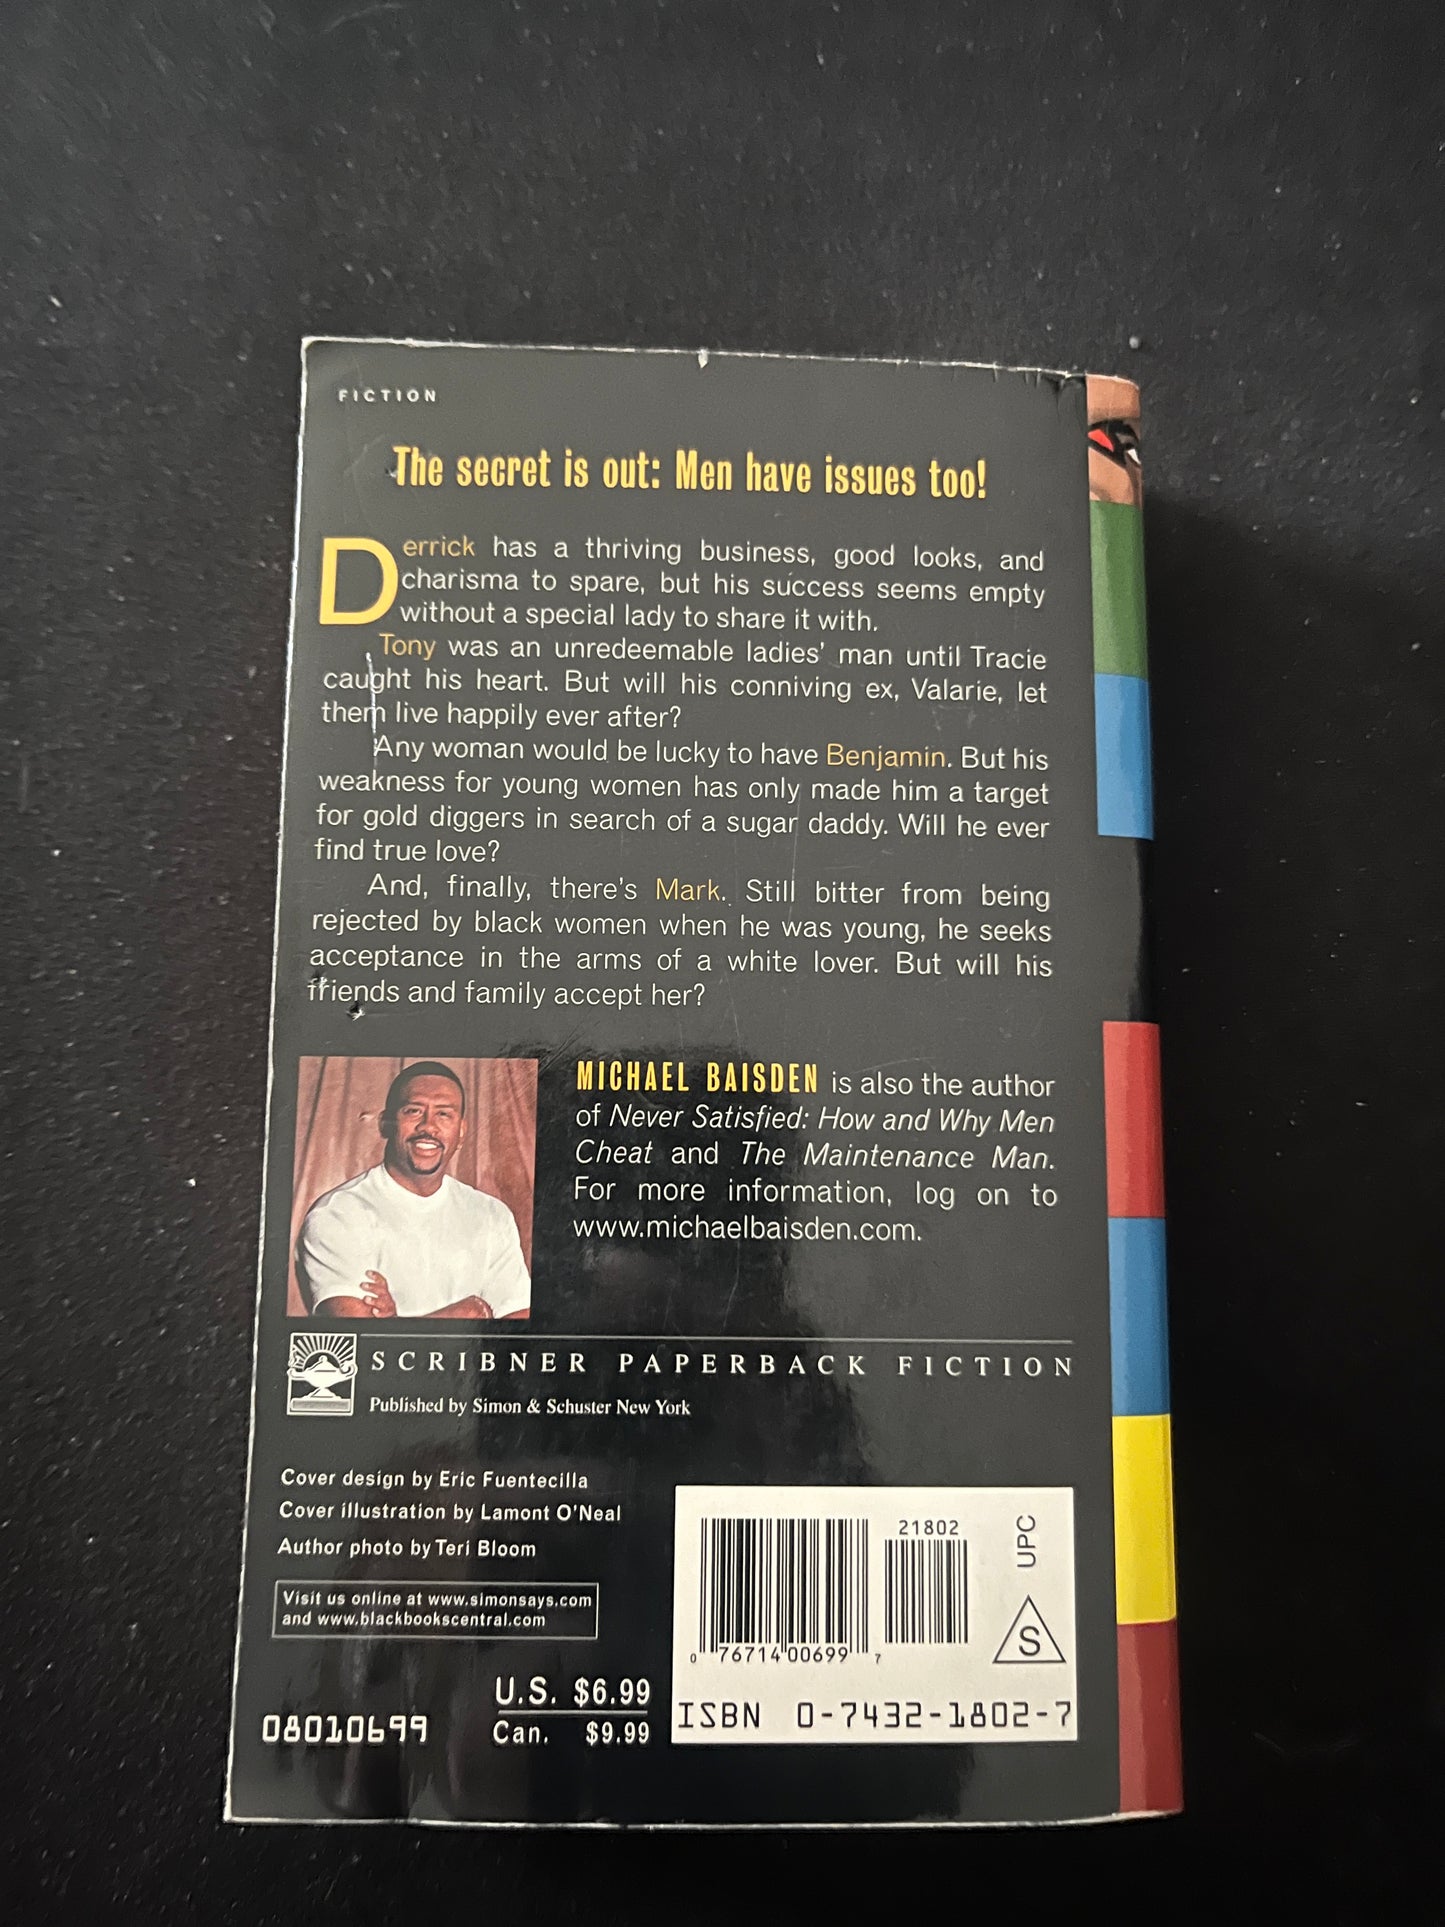 FICTION
The secret is out: Men have issues too!
Derrick has a thriving business, good looks, and
charisma to spare, but his success seems empty
without a special lady to share it with.
Tony was an unredeemable ladies' man until Tracie
caught his heart. But will his conniving ex, Valarie, let
them live happily ever after?
Any woman would be lucky to have Benjamin. But his
weakness for young women has only made him a target
for gold diggers in search of a sugar daddy. Will he ever
find true love?
And, finally, there's Mark. Still bitter from being
rejected by black women when he was young, he seeks
acceptance in the arms of a white lover. But will his
friends and family accept her?
MICHAEL BAISDEN is also the author
of Never Satisfied: How and Why Men
Cheat and The Maintenance Man.
For more information, log on to
www.michaelbaisden.com.
SCRIBNER PAPERBACK FICTION
Published by Simon & Schuster New York
Cover design by Eric Fuentecilla
Cover illustration by Lamont O'Neal
Author photo by Teri Bloom
Visit us online at www.simonsays.com
and www.blackbookscentral.com
08010699
U.S. $6.99
Can. $9.99
21802
UPC
S
0 76714 00699 7
ISBN 0-7432-1802-7